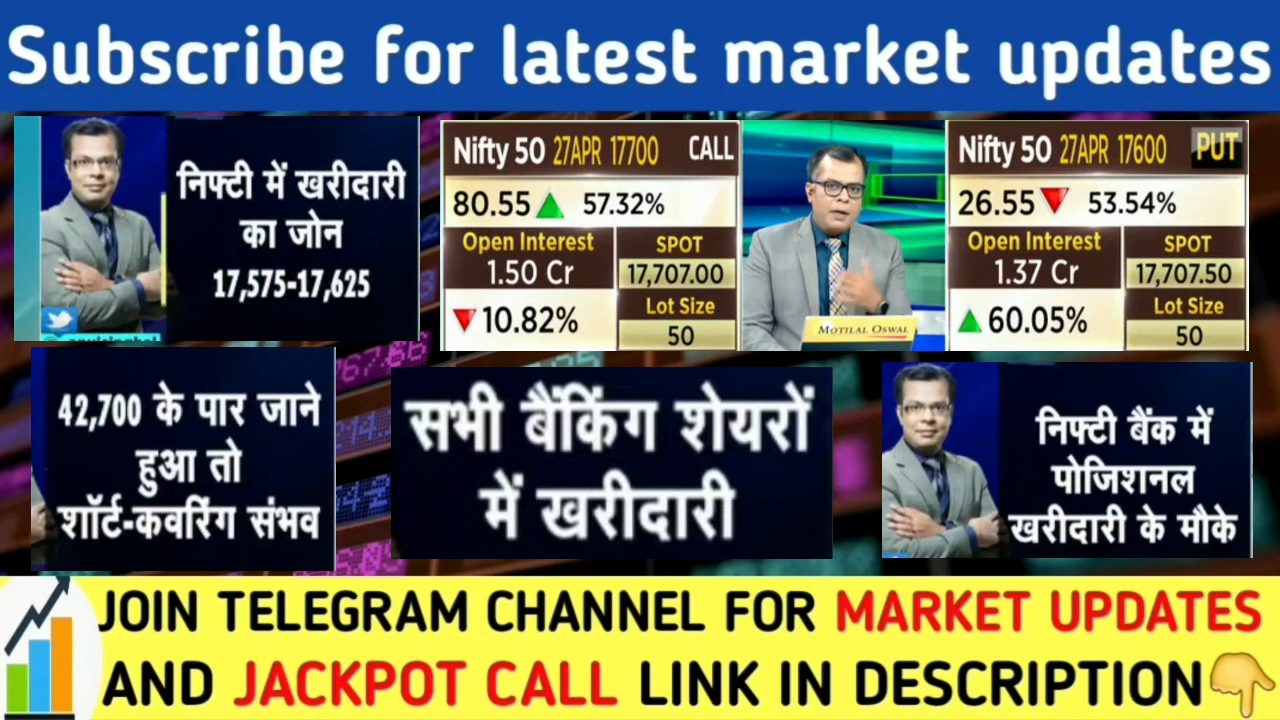 Subscribe for latest market updates
निफ्टी में खरीदारी
का जोन
17,575-17,625
Nifty 50 27APR 17700 CALL
80.55 57.32%
Open Interest SPOT
1.50 Cr 17,707.00
Lot Size
10.82% 50
MOTILAL OSWAL
Nifty 50 27APR 17600 PUT
26.55 53.54%
Open Interest SPOT
1.37 Cr 17,707.50
Lot Size
60.05% 50
42,700 के पार जाने
हुआ तो
शॉर्ट-कवरिंग संभव
सभी बैंकिंग शेयरों
में खरीदारी
निफ्टी बैंक में
पोजिशनल
खरीदारी के मौके
JOIN TELEGRAM CHANNEL FOR MARKET UPDATES
AND JACKPOT CALL LINK IN DESCRIPTION